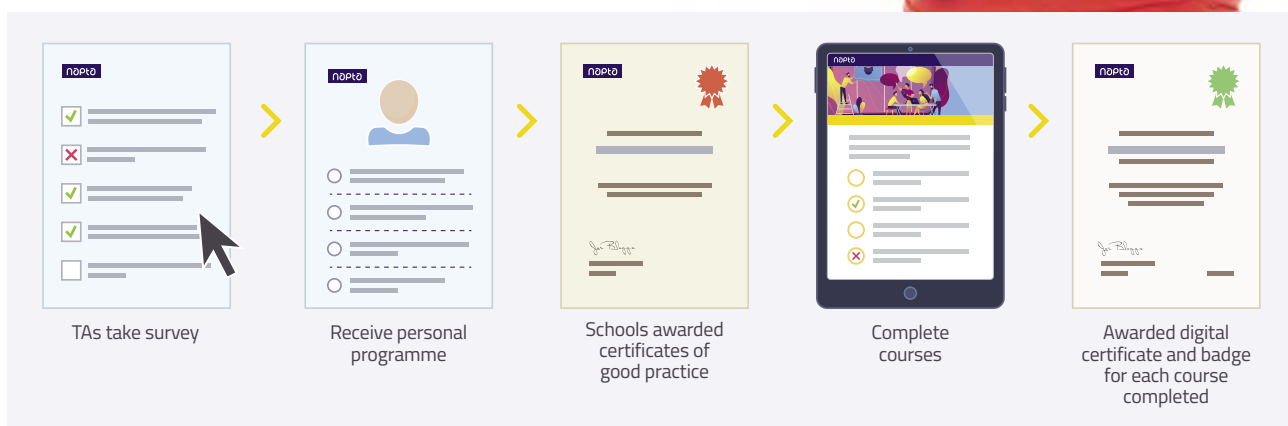 napta
napta
napta
napta
napta
TAs take survey
Receive personal
programme
Schools awarded
certificates of
good practice
Complete
courses
Awarded digital
certificate and badge
for each course
completed